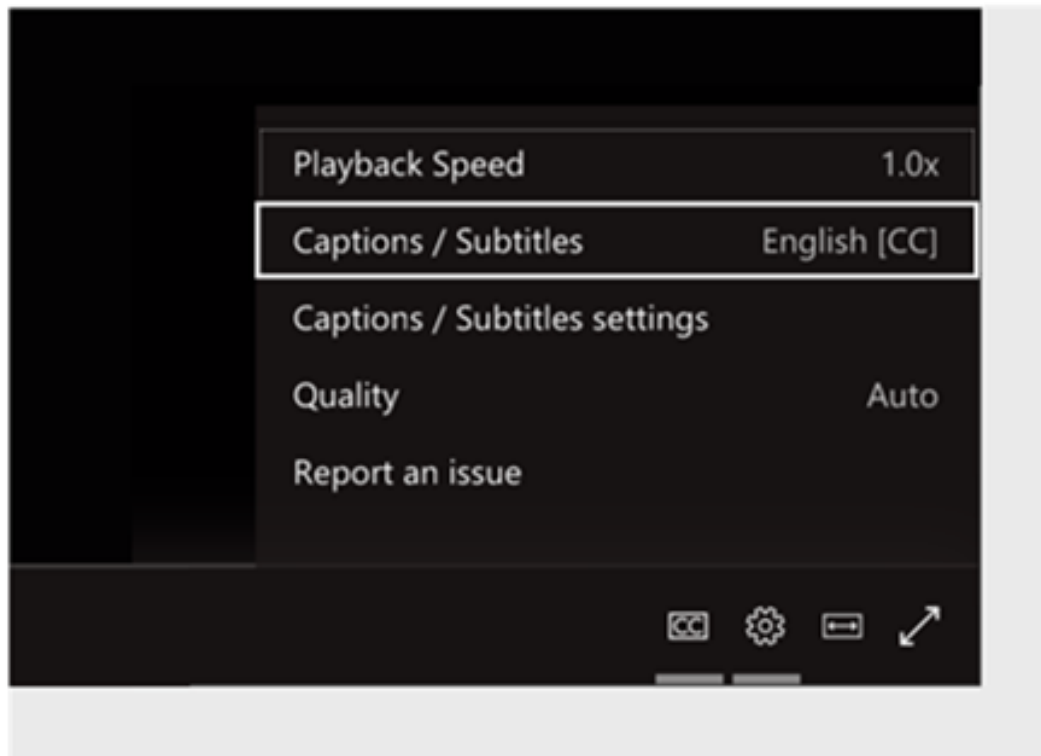 Playback Speed 1.0x
Captions / Subtitles English [CC]
Captions / Subtitles settings
Quality Auto
Report an issue
CC